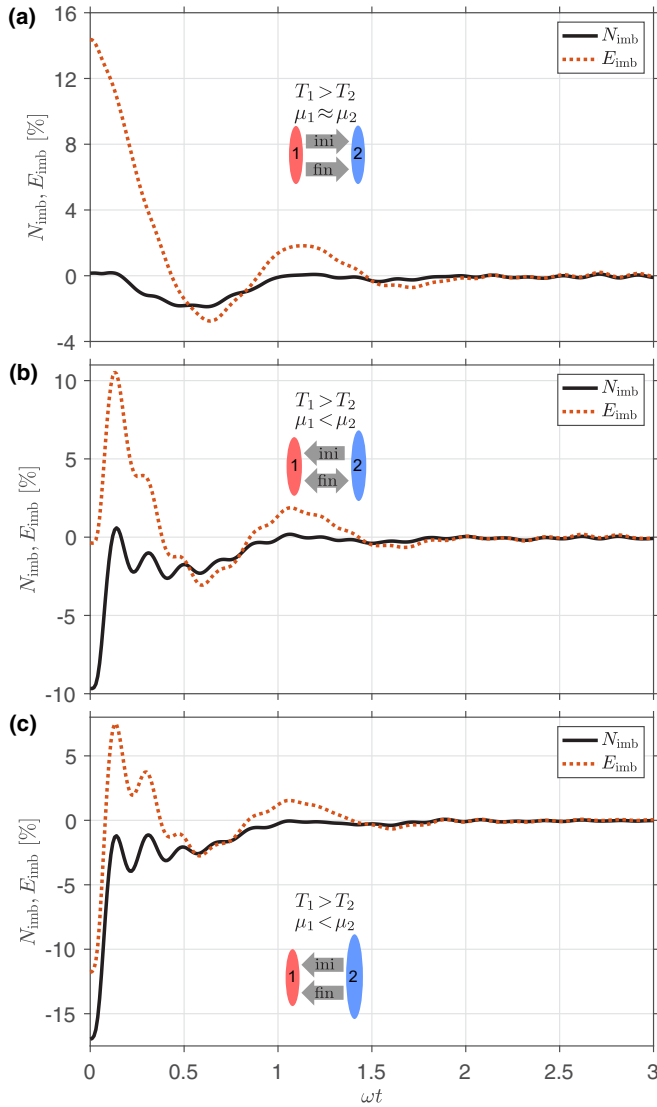 (a)
16
12
8
4
0
-4
N_imb, E_imb [%]
N_imb
E_imb
T_1 > T_2
μ_1 ≈ μ_2
1 ini 2
fin
(b)
10
5
0
-5
-10
N_imb, E_imb [%]
N_imb
E_imb
T_1 > T_2
μ_1 < μ_2
1 ini 2
fin
(c)
5
0
-5
-10
-15
N_imb, E_imb [%]
N_imb
E_imb
T_1 > T_2
μ_1 < μ_2
1 ini 2
fin
0 0.5 1 1.5 2 2.5 3
ωt